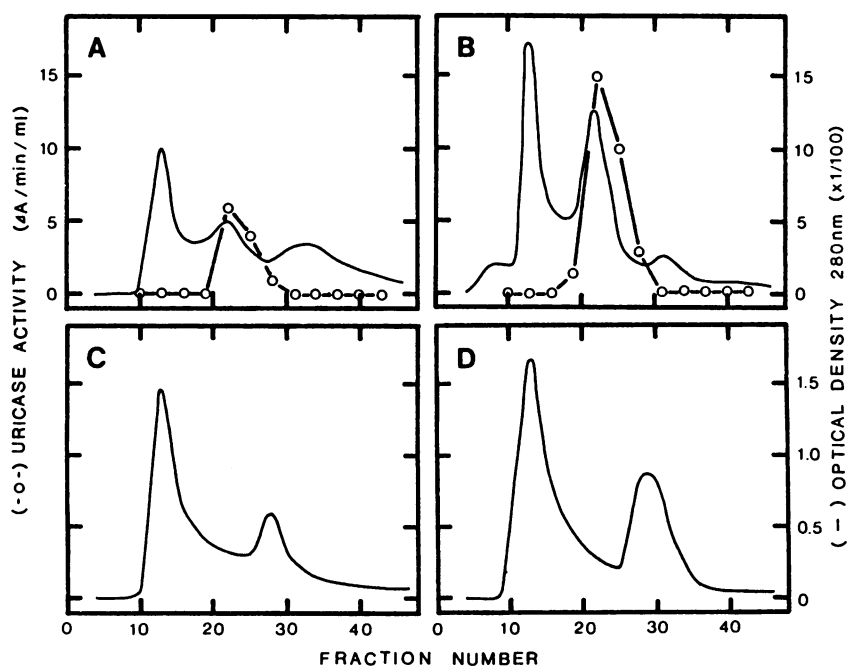 A
B
15
10
5
0
15
10
5
0
C
D
1.5
1.0
0.5
0
0 10 20 30 40
0 10 20 30 40
FRACTION NUMBER
(-o-) URICASE ACTIVITY (ΔA/min/ml)
(—) OPTICAL DENSITY 280nm (x1/100)